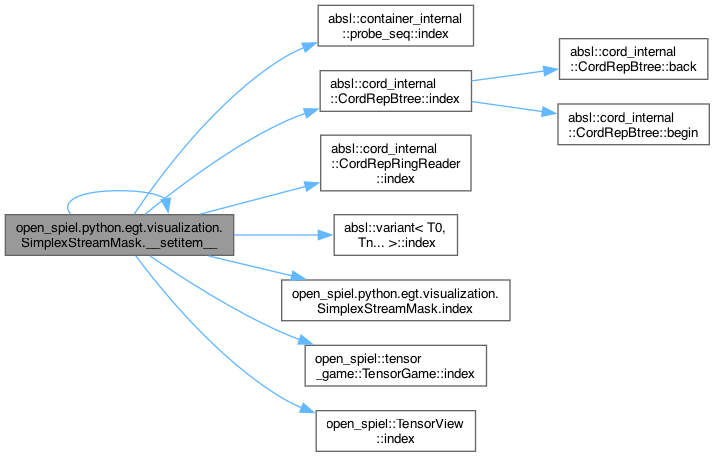 open_spiel.python.egt.visualization.
SimplexStreamMask.__setitem__
absl::container_internal
::probe_seq::index
absl::cord_internal
::CordRepBtree::index
absl::cord_internal
::CordRepBtree::back
absl::cord_internal
::CordRepBtree::begin
absl::cord_internal
::CordRepRingReader
::index
absl::variant< T0,
Tn... >::index
open_spiel.python.egt.visualization.
SimplexStreamMask.index
open_spiel::tensor
_game::TensorGame::index
open_spiel::TensorView
::index